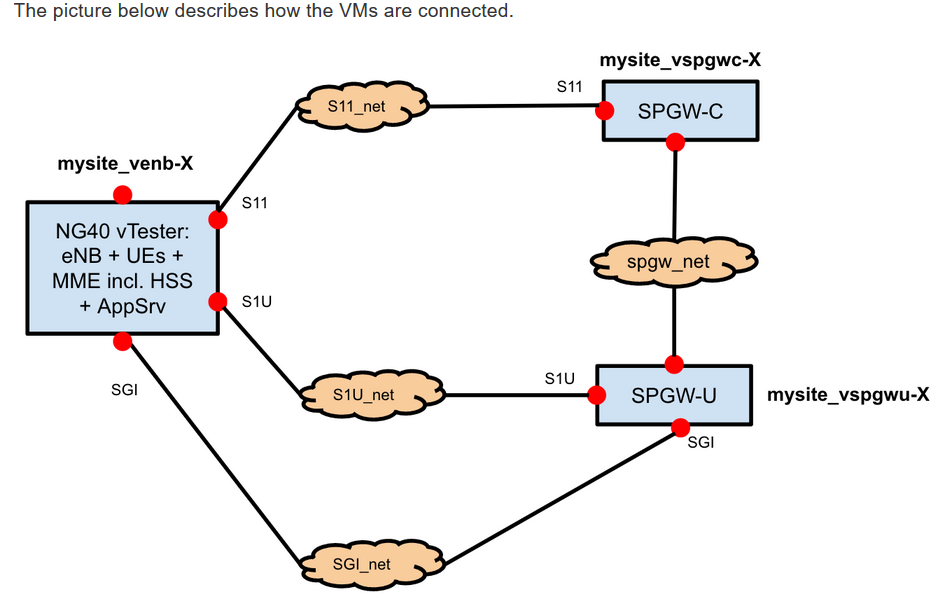 The picture below describes how the VMs are connected.
mysite_vspgwc-X
S11
S11_net
SPGW-C
mysite_venb-X
S11
NG40 vTester:
eNB + UEs +
MME incl. HSS
+ AppSrv
spgw_net
S1U
S1U
SGI
S1U_net
SPGW-U
mysite_vspgwu-X
SGI
SGI_net